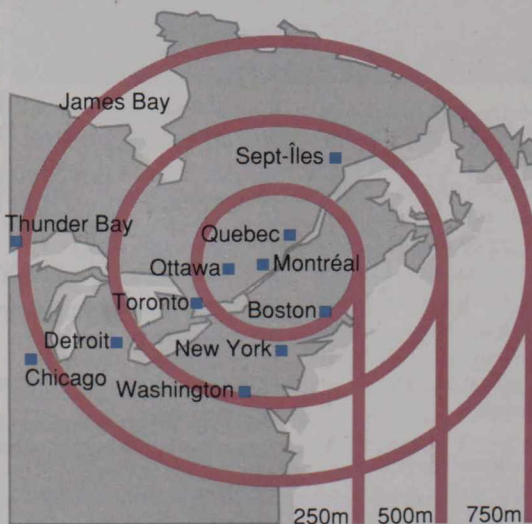 James Bay
Sept-Îles
Thunder Bay
Quebec
Ottawa
Montréal
Toronto
Boston
Detroit
New York
Chicago
Washington
250m 500m 750m